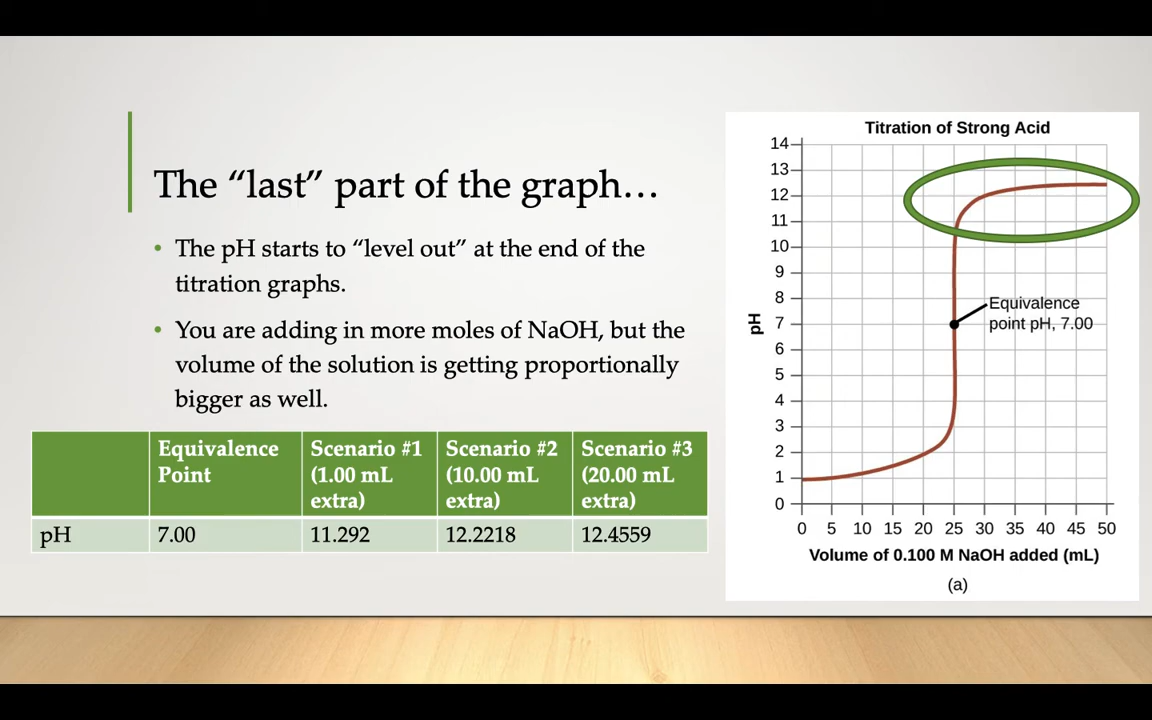 The “last” part of the graph…
• The pH starts to “level out” at the end of the
titration graphs.
• You are adding in more moles of NaOH, but the
volume of the solution is getting proportionally
bigger as well.
Equivalence Point Scenario #1 (1.00 mL extra) Scenario #2 (10.00 mL extra) Scenario #3 (20.00 mL extra)
pH 7.00 11.292 12.2218 12.4559
Titration of Strong Acid
14
13
12
11
10
9
8
7
6
5
4
3
2
1
0
pH
Equivalence
point pH, 7.00
0 5 10 15 20 25 30 35 40 45 50
Volume of 0.100 M NaOH added (mL)
(a)